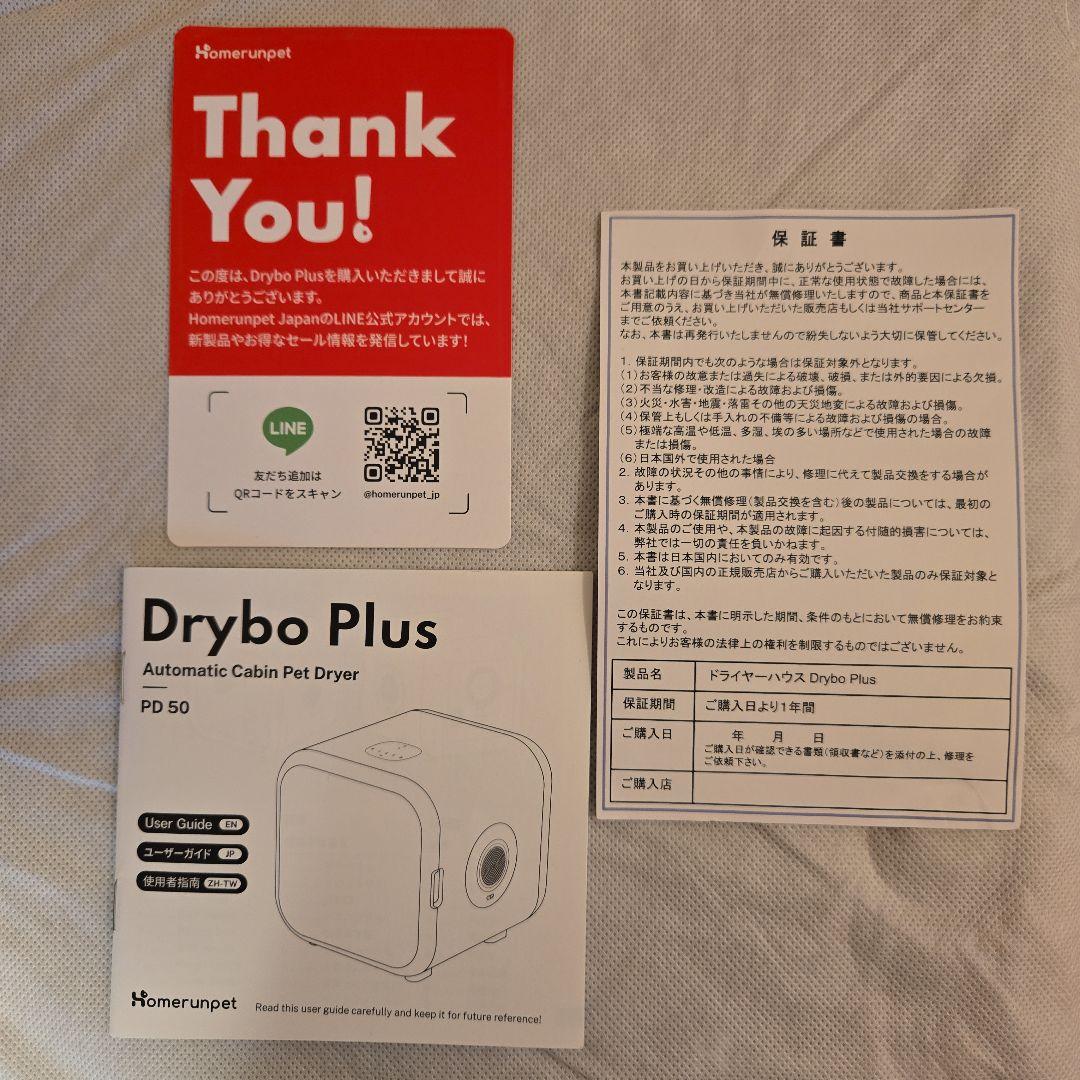 Homerunpet
Thank
You!
この度は、Drybo Plusを購入いただきまして誠に
ありがとうございます。
Homerunpet JapanのLINE公式アカウントでは、
新製品やお得なセール情報を発信しています!
LINE
友だち追加は
QRコードをスキャン
@homerunpet_jp
保証書
本製品をお買い上げいただき、誠にありがとうございます。
お買い上げの日から保証期間中に、正常な使用状態で故障した場合には、
本書記載内容に基づき当社が無償修理いたしますので、商品と本保証書を
ご用意のうえ、お買い上げいただいた販売店もしくは当社サポートセンター
までご依頼ください。
なお、本書は再発行いたしませんので紛失しないよう大切に保管してください。
1. 保証期間内でも次のような場合は保証対象外となります。
(1)お客様の故意または過失による破壊、破損、または外的要因による欠損。
(2)不当な修理・改造による故障および損傷。
(3)火災・水害・地震・落雷その他の天災地変による故障および損傷。
(4)保管上もしくは手入れの不備等による故障および損傷の場合。
(5)極端な高温や低温、多湿、埃の多い場所などで使用された場合の故障
または損傷。
(6)日本国外で使用された場合
2. 故障の状況その他の事情により、修理に代えて製品交換をする場合が
あります。
3. 本書に基づく無償修理(製品交換を含む)後の製品については、最初の
ご購入時の保証期間が適用されます。
4. 本製品のご使用や、本製品の故障に起因する付随的損害については、
弊社では一切の責任を負いかねます。
5. 本書は日本国内においてのみ有効です。
6. 当社及び国内の正規販売店からご購入いただいた製品のみ保証対象と
なります。
この保証書は、本書に明示した期間、条件のもとにおいて無償修理をお約束
するものです。
これによりお客様の法律上の権利を制限するものではございません。
製品名 ドライヤーハウス Drybo Plus
保証期間 ご購入日より1年間
ご購入日 年 月 日
ご購入日が確認できる書類(領収書など)を添付の上、修理を
ご依頼下さい。
ご購入店
Drybo Plus
Automatic Cabin Pet Dryer
PD 50
User Guide EN
ユーザーガイド JP
使用者指南 ZH-TW
Homerunpet
Read this user guide carefully and keep it for future reference!